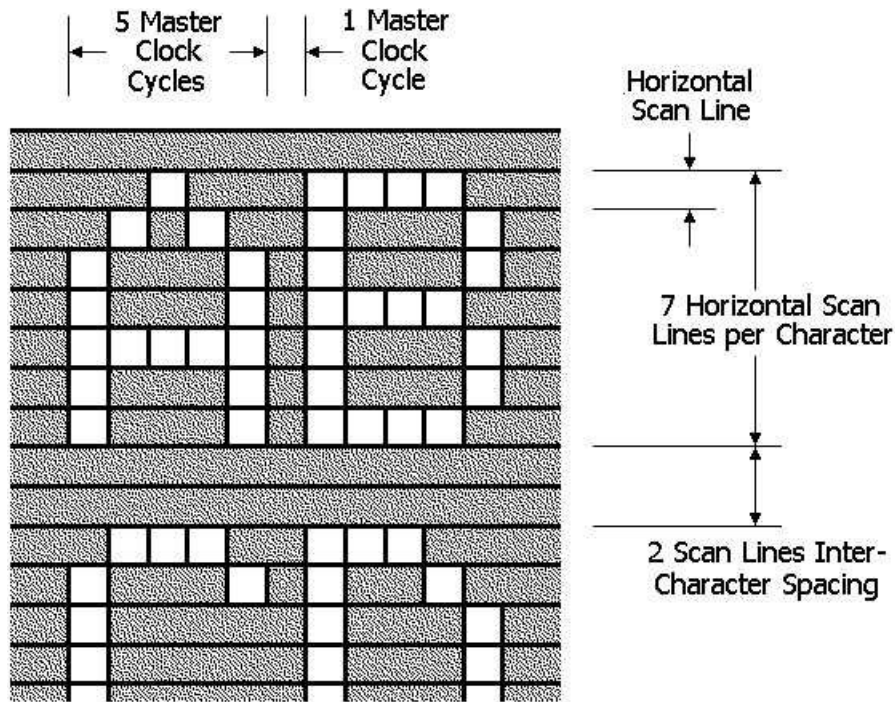 5 Master
Clock
Cycles
1 Master
Clock
Cycle
Horizontal
Scan Line
7 Horizontal Scan
Lines per Character
2 Scan Lines Inter-
Character Spacing